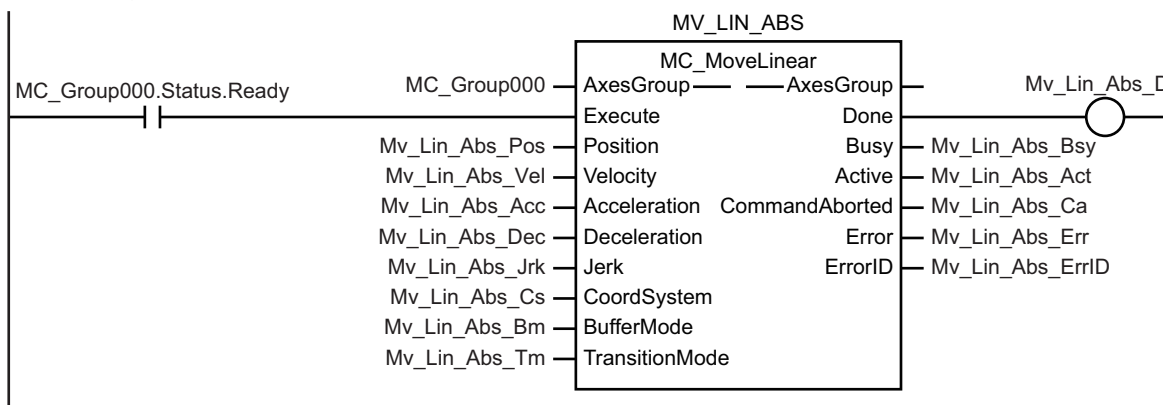 MV_LIN_ABS
MC_MoveLinear
MC_Group000.Status.Ready
MC_Group000 AxesGroup AxesGroup
Execute Done
Mv_Lin_Abs_Pos Position Busy Mv_Lin_Abs_Bsy
Mv_Lin_Abs_Vel Velocity Active Mv_Lin_Abs_Act
Mv_Lin_Abs_Acc Acceleration CommandAborted Mv_Lin_Abs_Ca
Mv_Lin_Abs_Dec Deceleration Error Mv_Lin_Abs_Err
Mv_Lin_Abs_Jrk Jerk ErrorID Mv_Lin_Abs_ErrID
Mv_Lin_Abs_Cs CoordSystem
Mv_Lin_Abs_Bm BufferMode
Mv_Lin_Abs_Tm TransitionMode